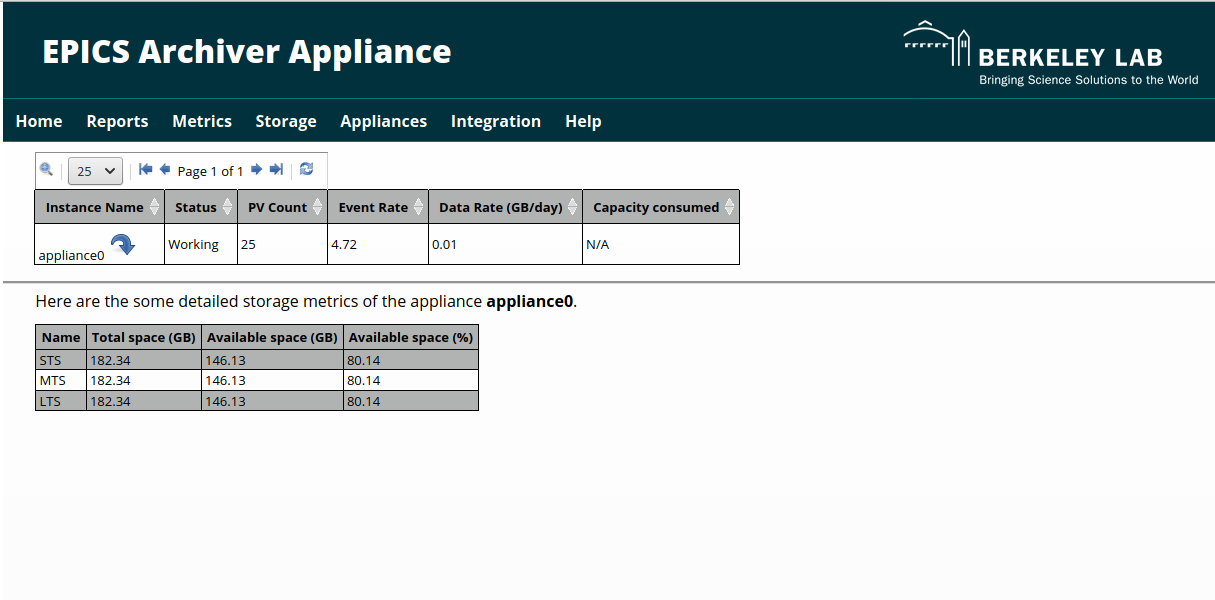 EPICS Archiver Appliance
BERKELEY LAB
Bringing Science Solutions to the World
Home Reports Metrics Storage Appliances Integration Help
25 Page 1 of 1
Instance Name Status PV Count Event Rate Data Rate (GB/day) Capacity consumed
appliance0 Working 25 4.72 0.01 N/A
Here are the some detailed storage metrics of the appliance appliance0.
Name Total space (GB) Available space (GB) Available space (%)
STS 182.34 146.13 80.14
MTS 182.34 146.13 80.14
LTS 182.34 146.13 80.14